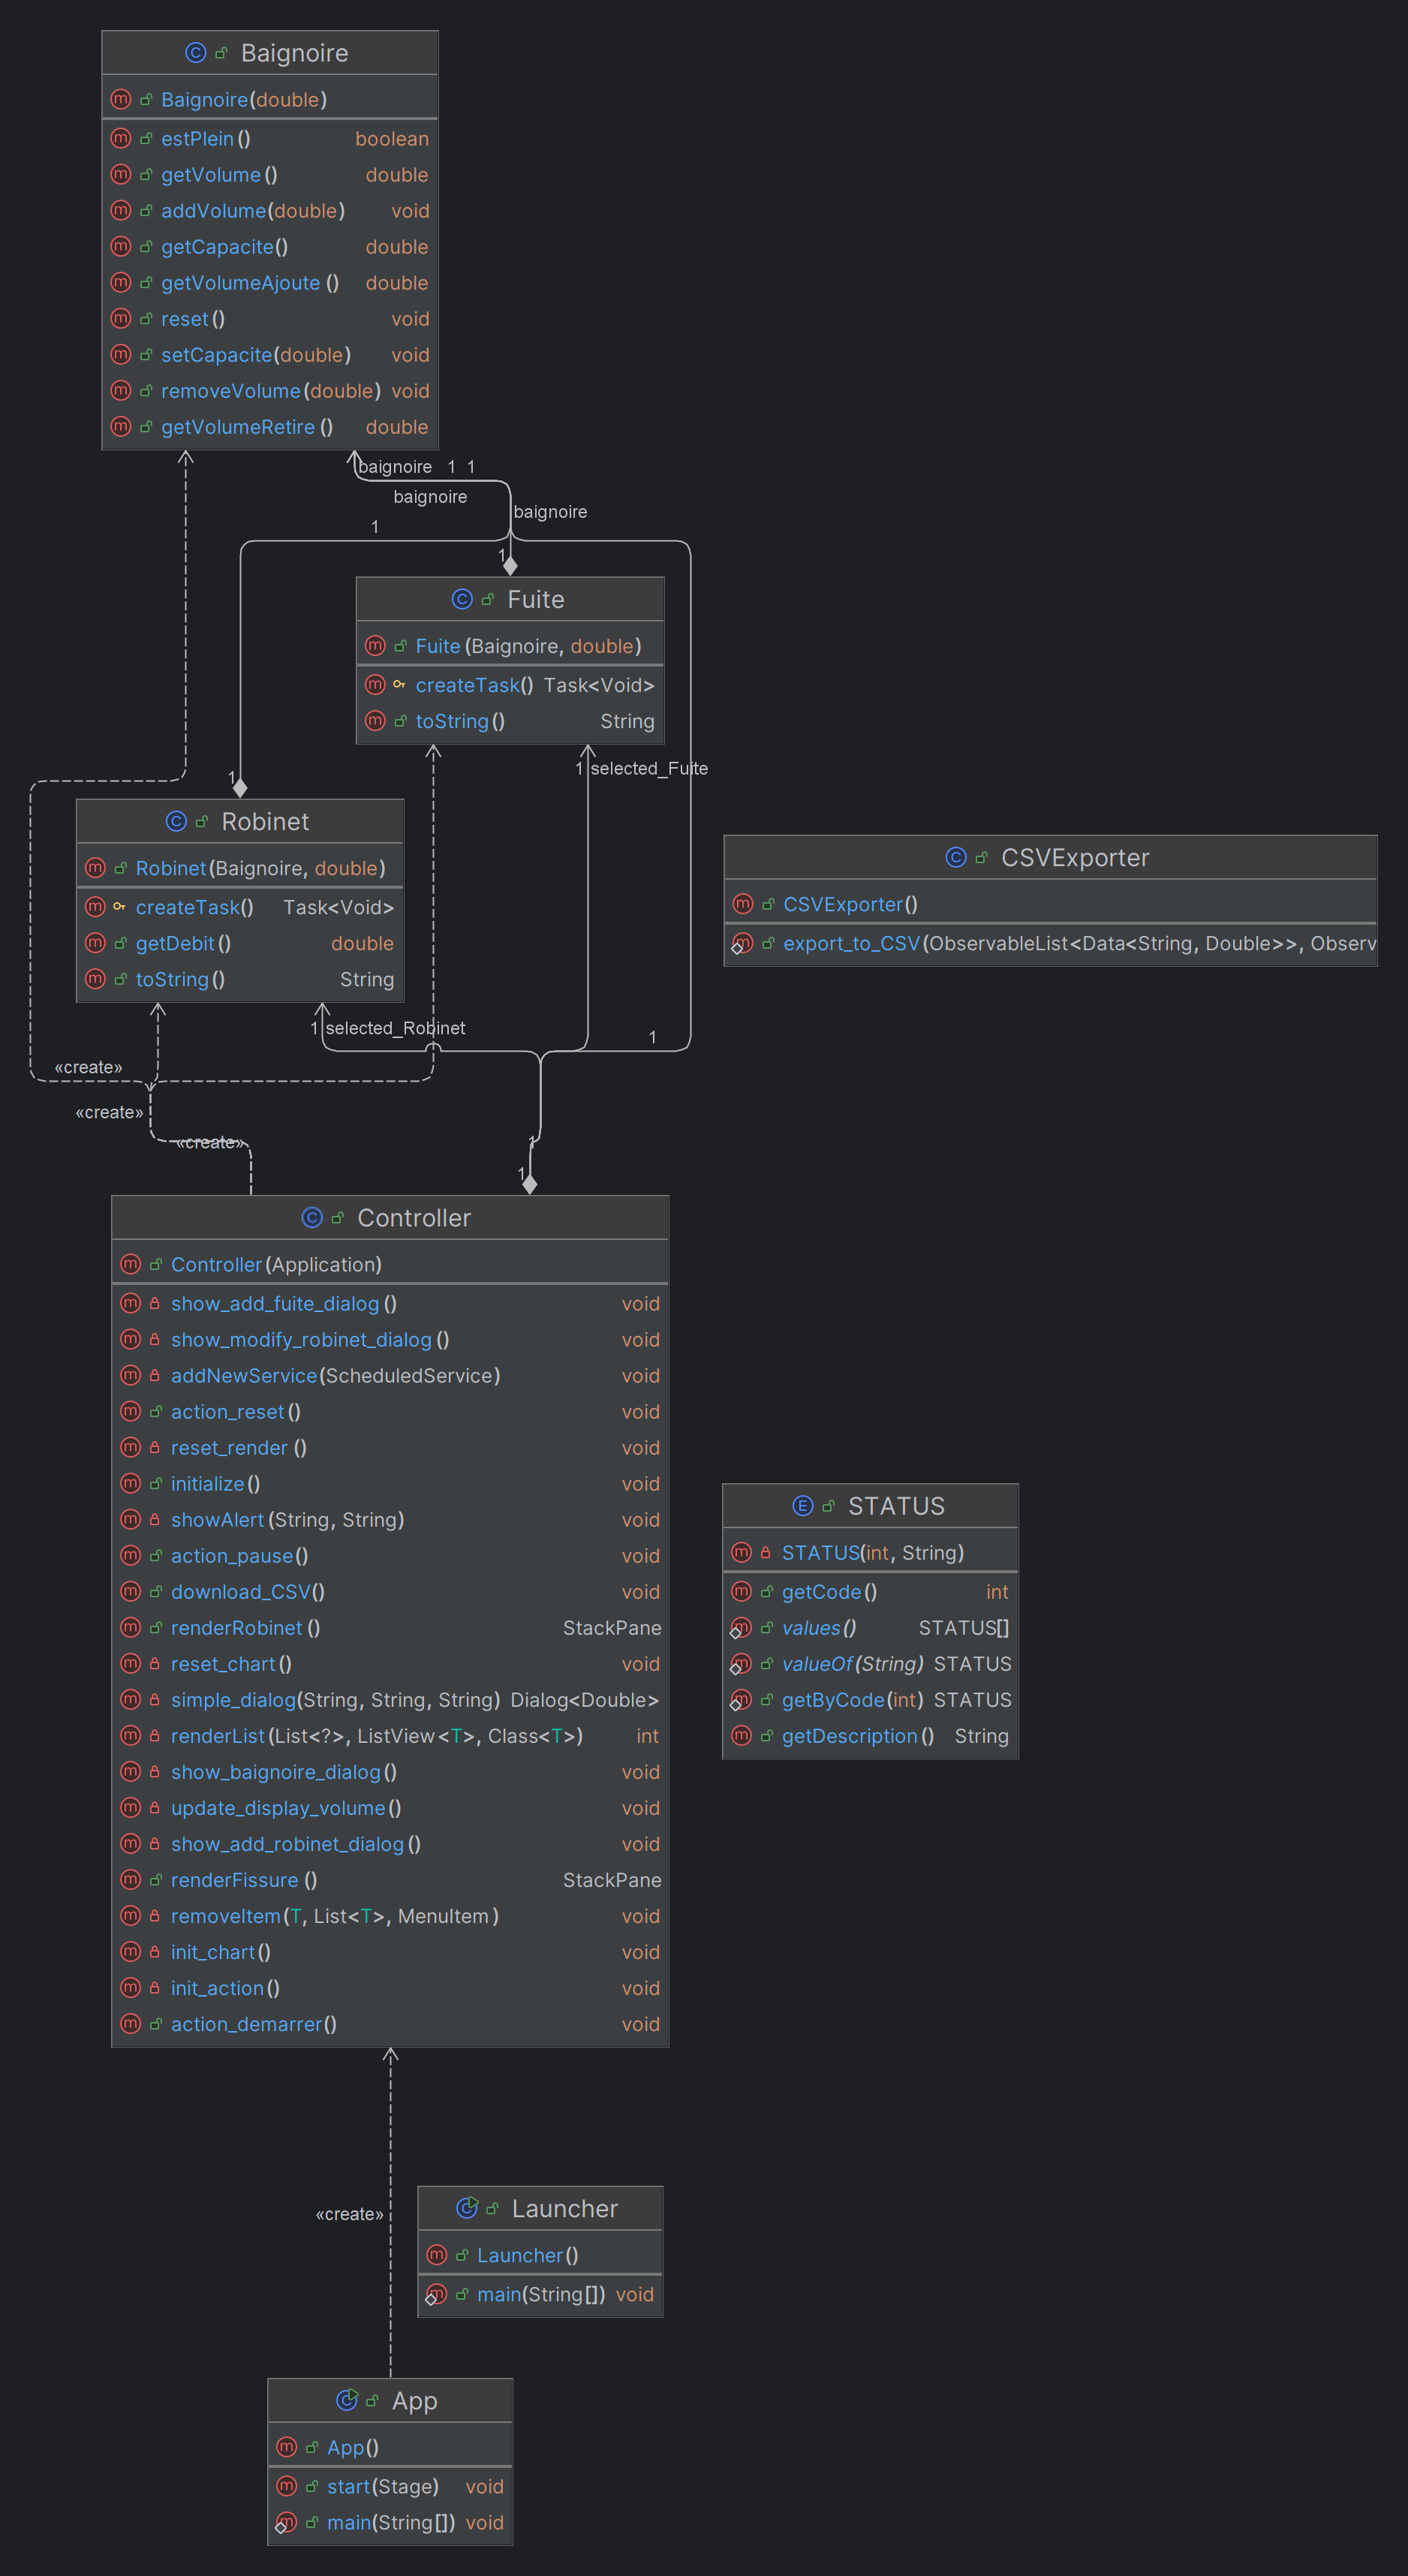 Baignoire
Baignoire(double)
estPlein() boolean
getVolume() double
addVolume(double) void
getCapacite() double
getVolumeAjoute() double
reset() void
setCapacite(double) void
removeVolume(double) void
getVolumeRetire() double
baignoire 1 1
baignoire
baignoire
1
1
Fuite
Fuite(Baignoire, double)
createTask() Task<Void>
toString() String
1 selected_Fuite
1
Robinet
Robinet(Baignoire, double)
createTask() Task<Void>
getDebit() double
toString() String
CSVExporter
CSVExporter()
export_to_CSV(ObservableList<Data<String, Double>>, Observ
1 selected_Robinet
1
«create»
«create»
«create»
1
1
Controller
Controller(Application)
show_add_fuite_dialog() void
show_modify_robinet_dialog() void
addNewService(ScheduledService) void
action_reset() void
reset_render() void
initialize() void
showAlert(String, String) void
action_pause() void
download_CSV() void
renderRobinet() StackPane
reset_chart() void
simple_dialog(String, String, String) Dialog<Double>
renderList(List<?>, ListView<T>, Class<T>) int
show_baignoire_dialog() void
update_display_volume() void
show_add_robinet_dialog() void
renderFissure() StackPane
removeItem(T, List<T>, MenuItem) void
init_chart() void
init_action() void
action_demarrer() void
STATUS
STATUS(int, String)
getCode() int
values() STATUS[]
valueOf(String) STATUS
getByCode(int) STATUS
getDescription() String
«create»
Launcher
Launcher()
main(String[]) void
App
App()
start(Stage) void
main(String[]) void